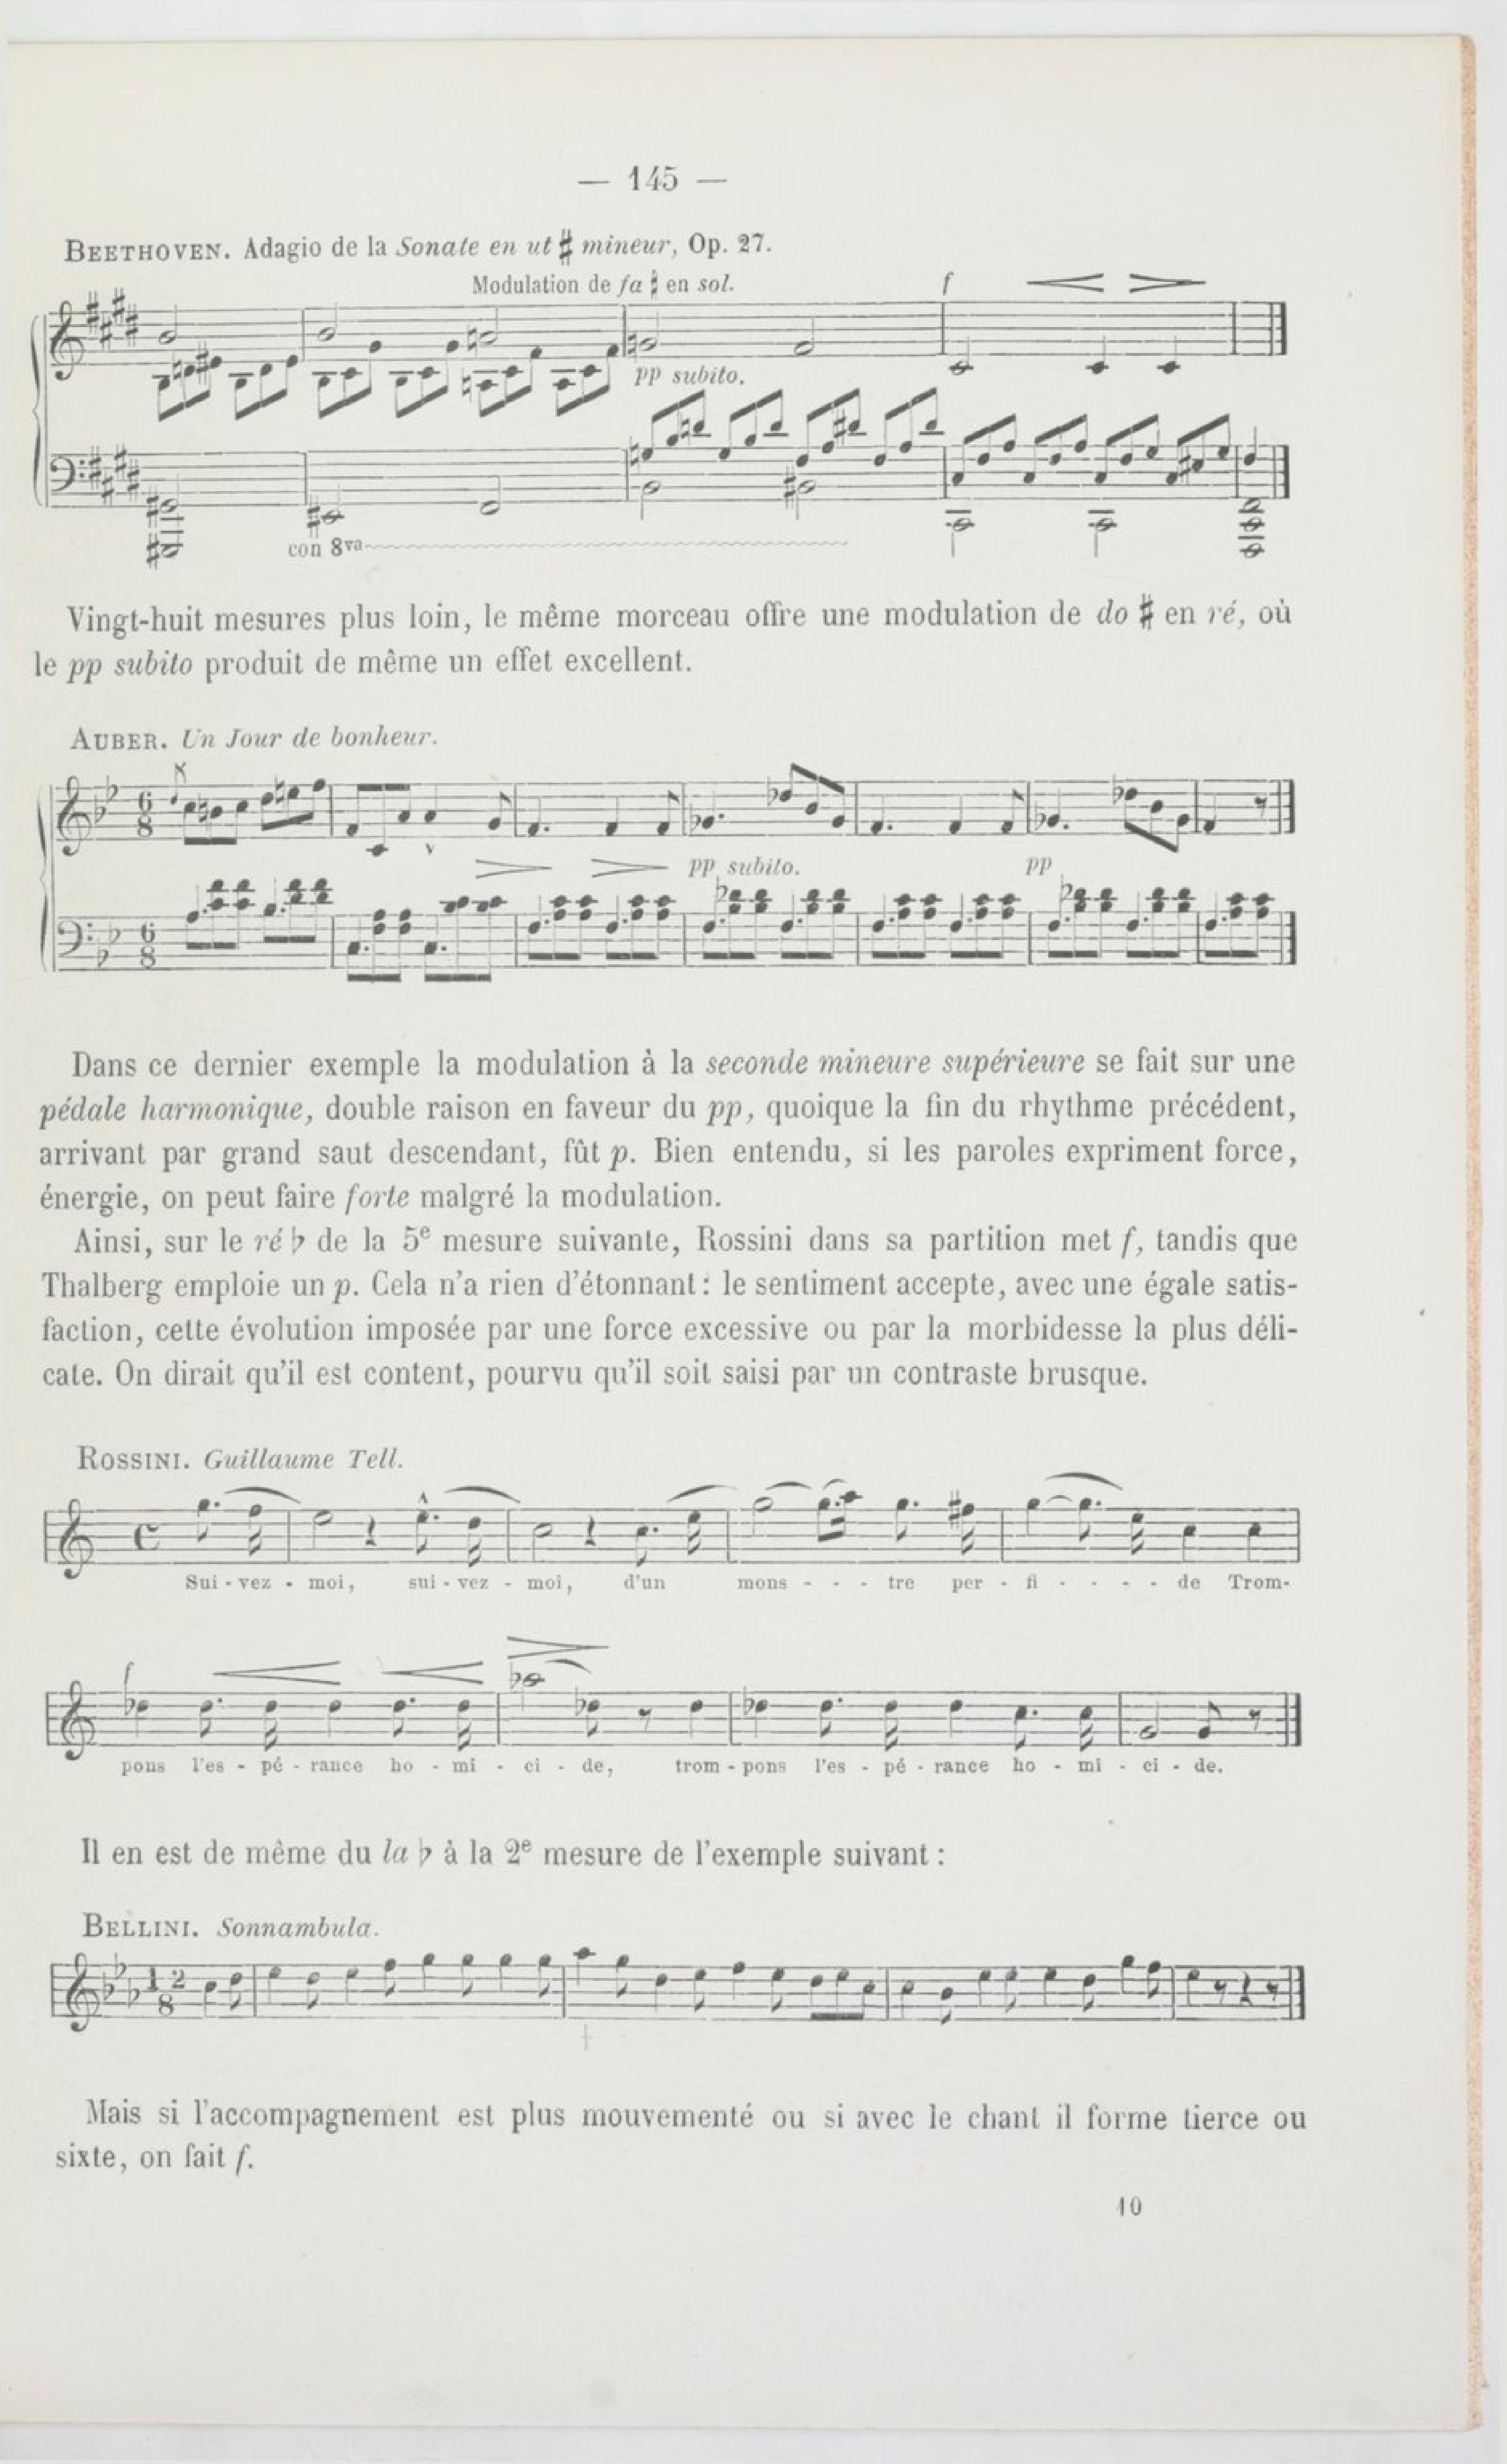 — 145 —
BEETHOVEN. Adagio de la Sonate en ut ♯ mineur, Op. 27.
Modulation de fa ♯ en sol.
f
pp subito.
con 8va
Vingt-huit mesures plus loin, le même morceau offre une modulation de do ♯ en ré, où
le pp subito produit de même un effet excellent.
AUBER. Un Jour de bonheur.
6
8
pp subito.
pp
6
8
Dans ce dernier exemple la modulation à la seconde mineure supérieure se fait sur une
pédale harmonique, double raison en faveur du pp, quoique la fin du rhythme précédent,
arrivant par grand saut descendant, fût p. Bien entendu, si les paroles expriment force,
énergie, on peut faire forte malgré la modulation.
Ainsi, sur le ré ♭ de la 5e mesure suivante, Rossini dans sa partition met f, tandis que
Thalberg emploie un p. Cela n'a rien d'étonnant : le sentiment accepte, avec une égale satis-
faction, cette évolution imposée par une force excessive ou par la morbidesse la plus déli-
cate. On dirait qu'il est content, pourvu qu'il soit saisi par un contraste brusque.
ROSSINI. Guillaume Tell.
Sui - vez - moi, sui - vez - moi, d'un mons - - - tre per - fi - - - - de Trom-
f
pons l'es - pé - rance ho - mi - ci - de, trom - pons l'es - pé - rance ho - mi - ci - de.
Il en est de même du la ♭ à la 2e mesure de l'exemple suivant :
BELLINI. Sonnambula.
12
8
Mais si l'accompagnement est plus mouvementé ou si avec le chant il forme tierce ou
sixte, on fait f.
10